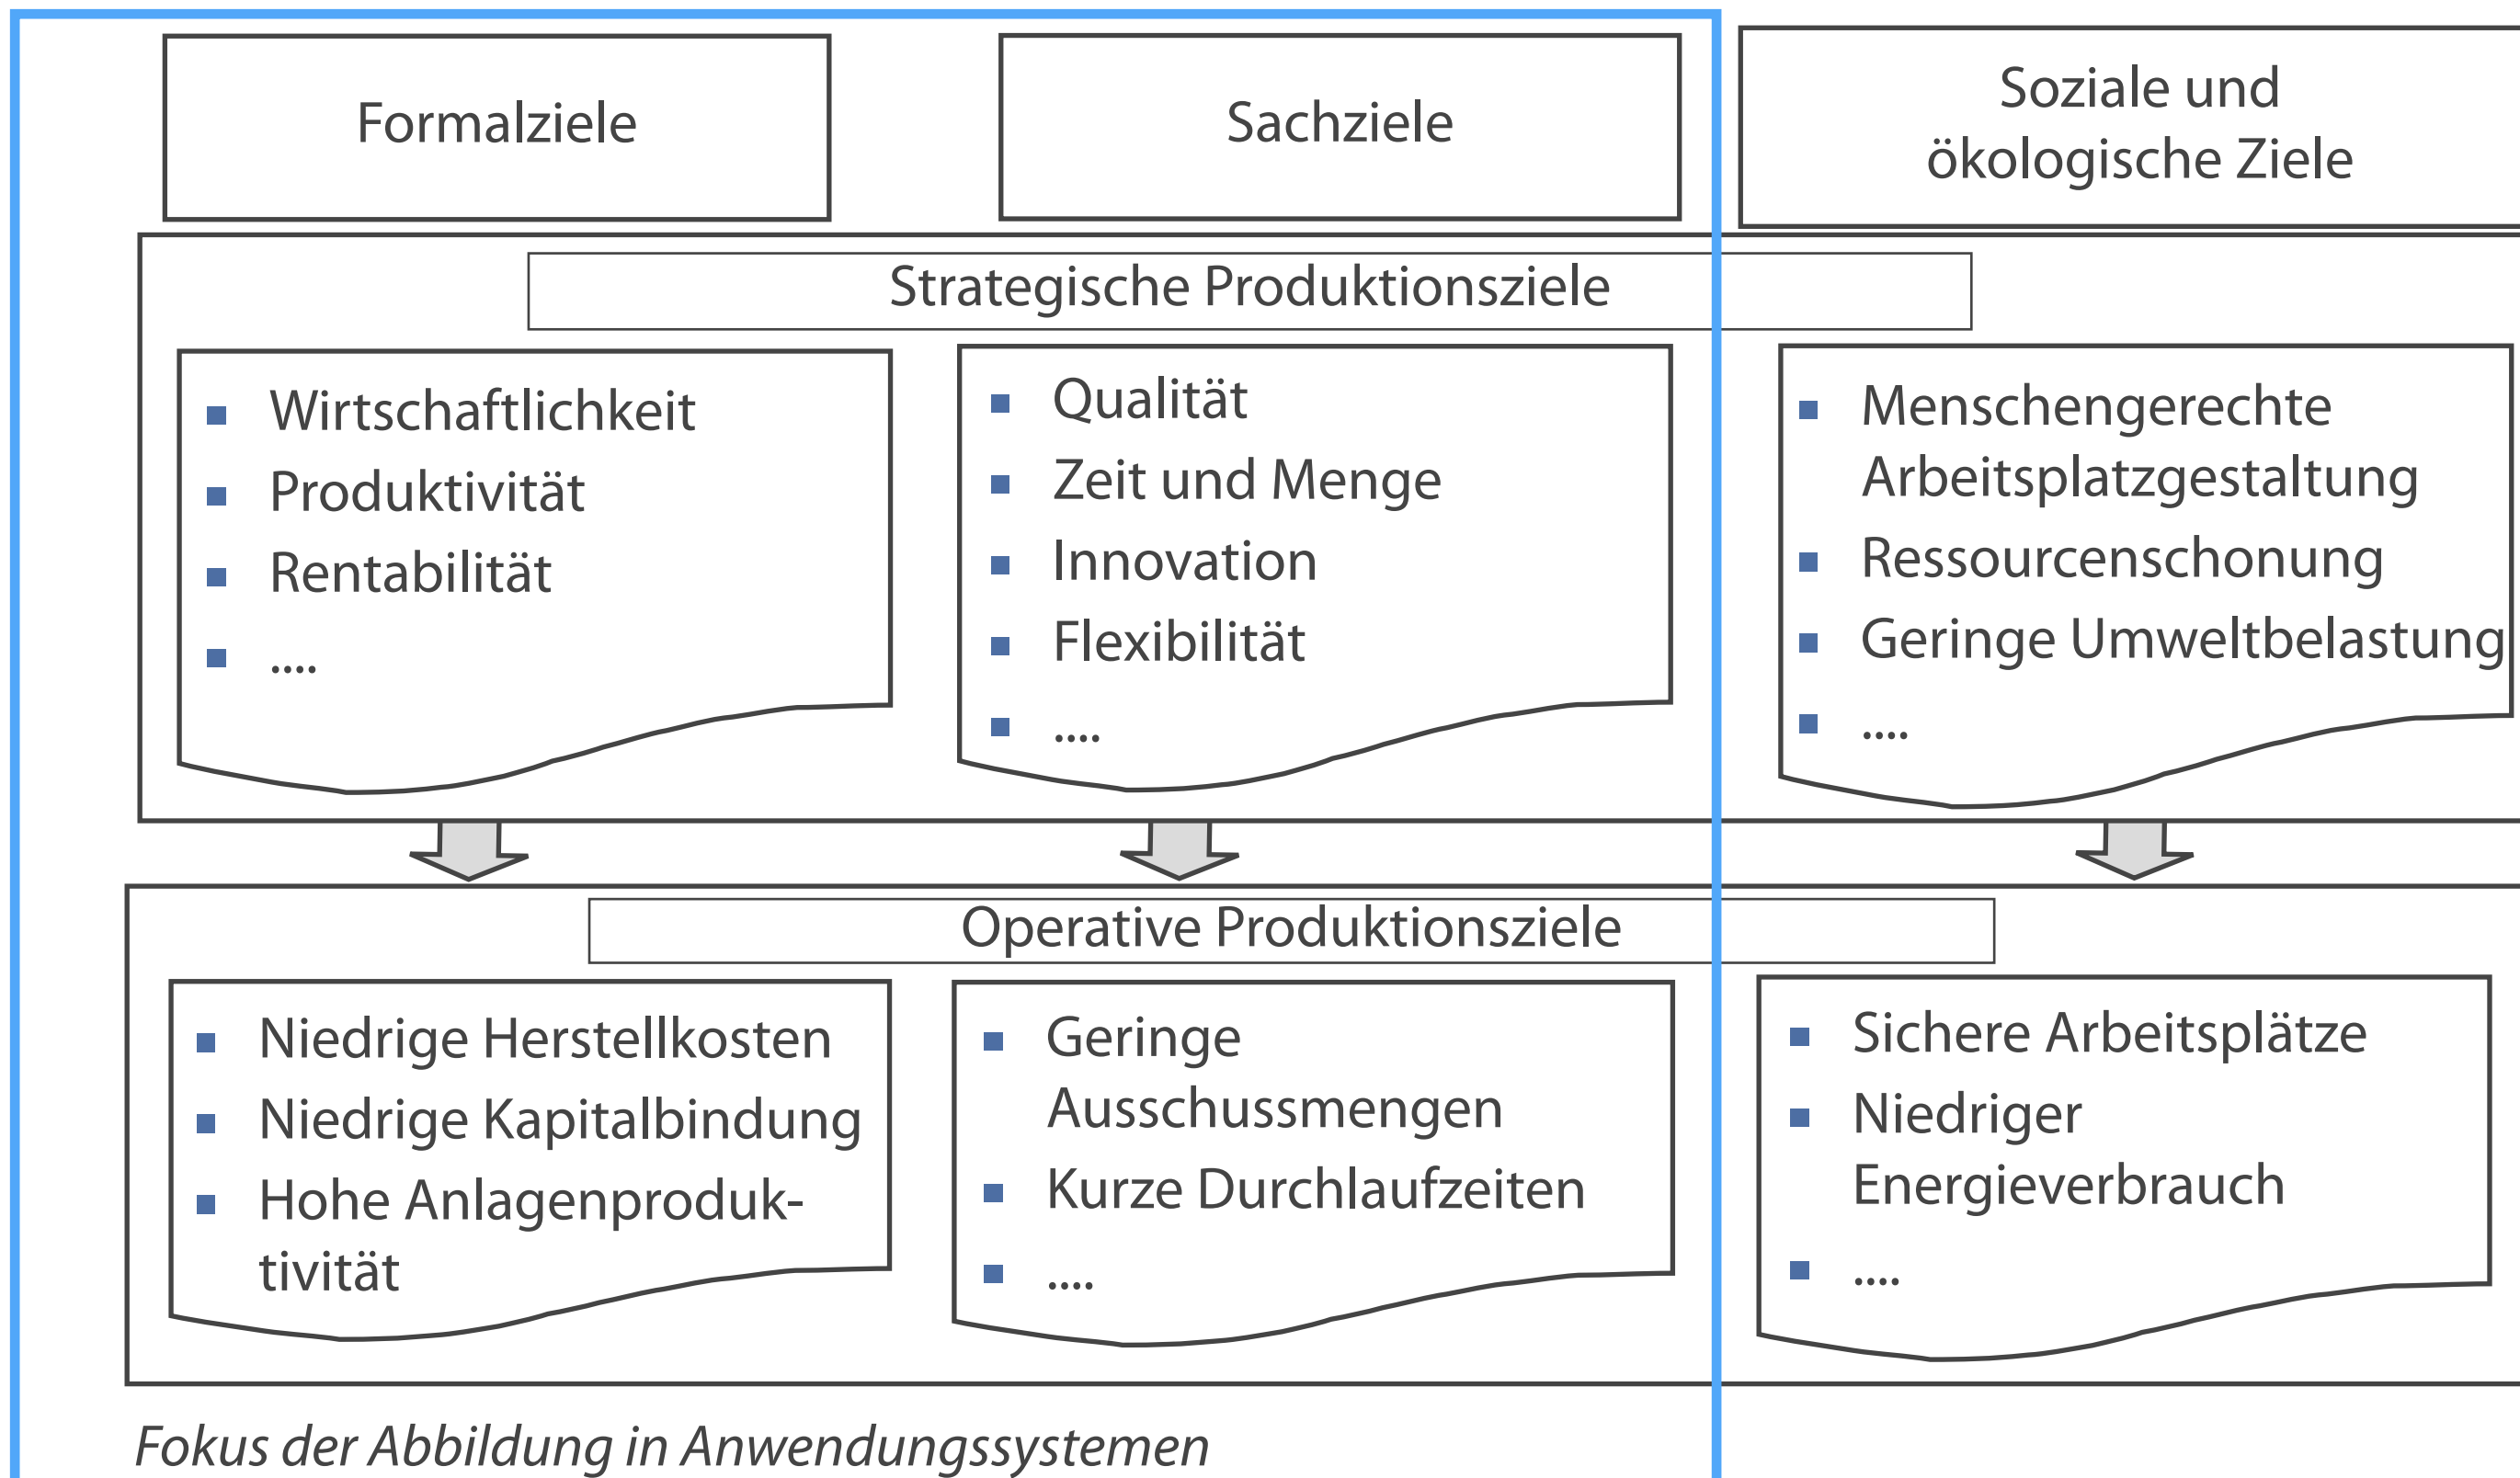 Formalziele
Sachziele
Soziale und
ökologische Ziele
Strategische Produktionsziele
Wirtschaftlichkeit
Produktivität
Rentabilität
....
Qualität
Zeit und Menge
Innovation
Flexibilität
....
Menschengerechte
Arbeitsplatzgestaltung
Ressourcenschonung
Geringe Umweltbelastung
....
Operative Produktionsziele
Niedrige Herstellkosten
Niedrige Kapitalbindung
Hohe Anlagenproduk-
tivität
Geringe
Ausschussmengen
Kurze Durchlaufzeiten
....
Sichere Arbeitsplätze
Niedriger
Energieverbrauch
....
Fokus der Abbildung in Anwendungssystemen